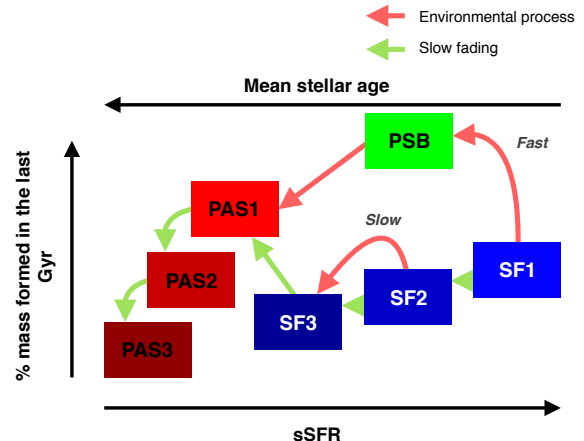 Environmental process
Slow fading
Mean stellar age
% mass formed in the last
Gyr
PSB
Fast
PAS1
Slow
PAS2
SF1
SF2
SF3
PAS3
sSFR